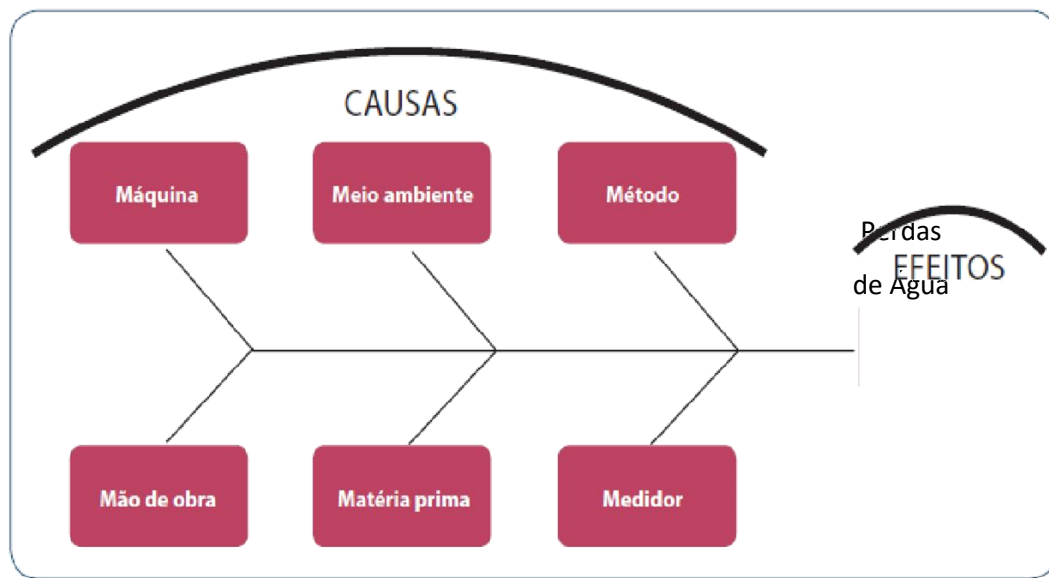 CAUSAS
Máquina
Meio ambiente
Método
Perdas
de Água
EFEITOS
Mão de obra
Matéria prima
Medidor